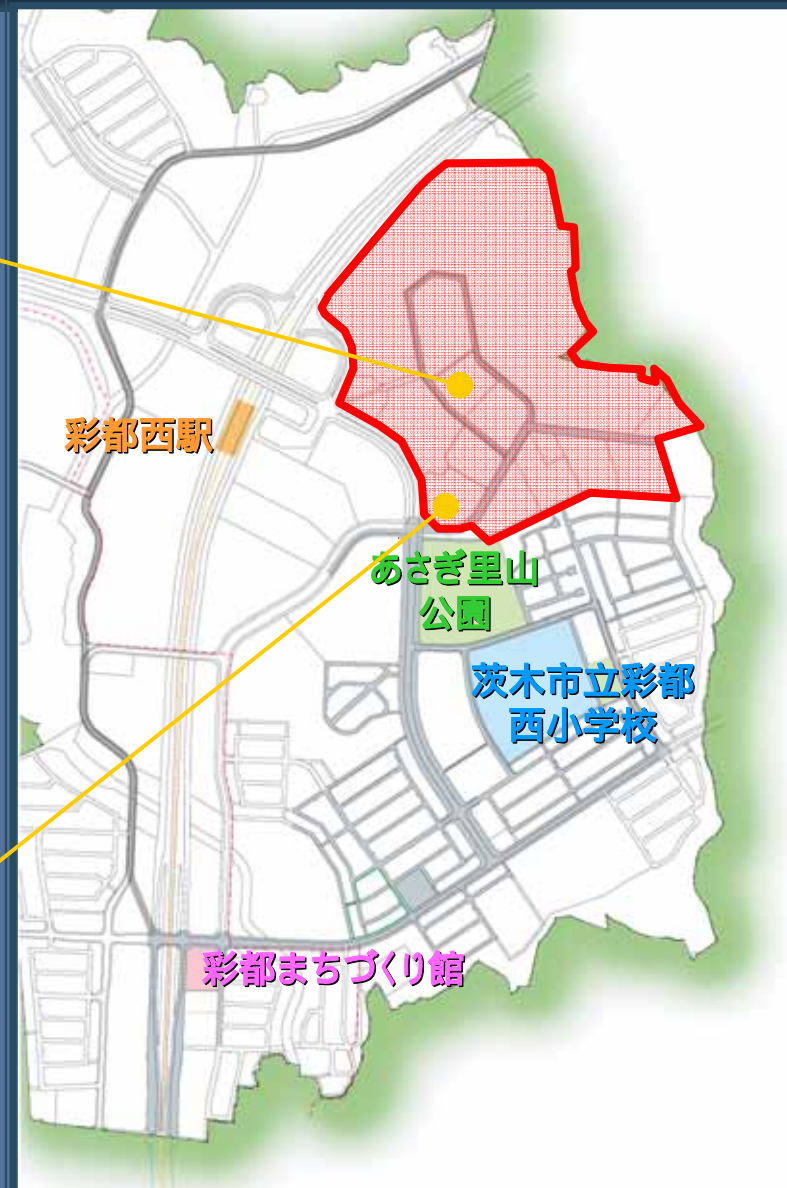 彩都西駅
あさぎ里山
公園
茨木市立彩都
西小学校
彩都まちづくり館